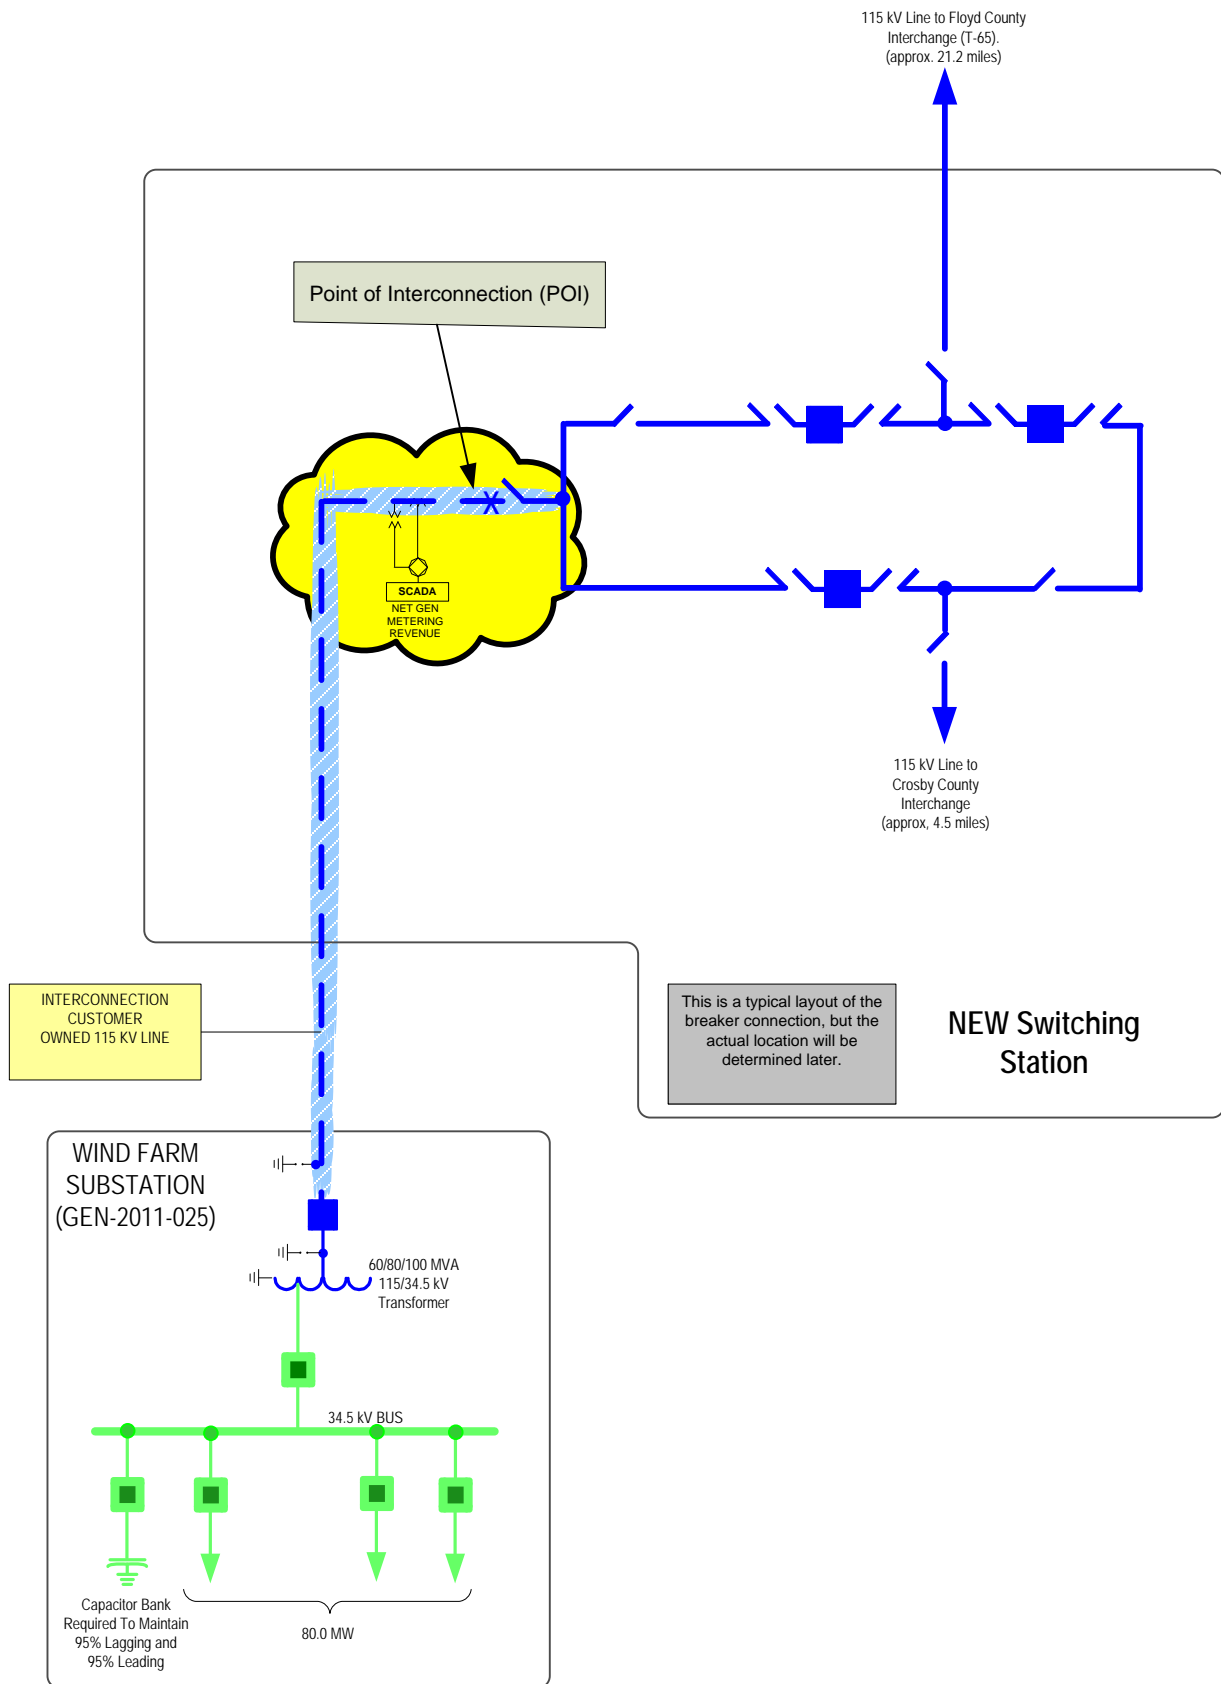 115 kV Line to Floyd County
Interchange (T-65).
(approx. 21.2 miles)
Point of Interconnection (POI)
X
SCADA
NET GEN
METERING
REVENUE
115 kV Line to
Crosby County
Interchange
(approx, 4.5 miles)
INTERCONNECTION
CUSTOMER
OWNED 115 KV LINE
This is a typical layout of the
breaker connection, but the
actual location will be
determined later.
NEW Switching
Station
WIND FARM
SUBSTATION
(GEN-2011-025)
60/80/100 MVA
115/34.5 kV
Transformer
34.5 kV BUS
Capacitor Bank
Required To Maintain
95% Lagging and
95% Leading
80.0 MW